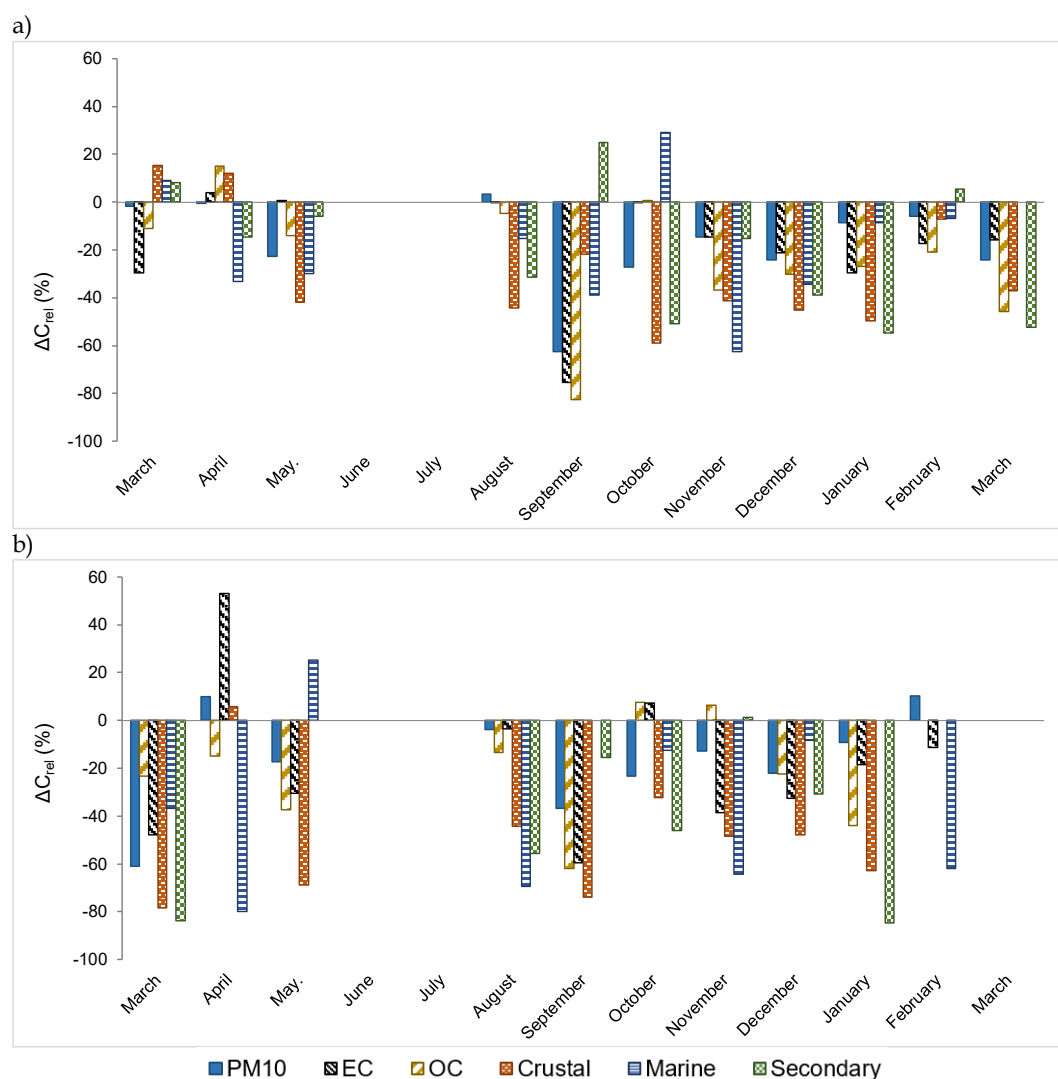 a)
60
40
20
0
-20
-40
-60
-80
-100
ΔCrel (%)
March April May. June July August September October November December January February March
b)
60
40
20
0
-20
-40
-60
-80
-100
ΔCrel (%)
March April May. June July August September October November December January February March
PM10 EC OC Crustal Marine Secondary